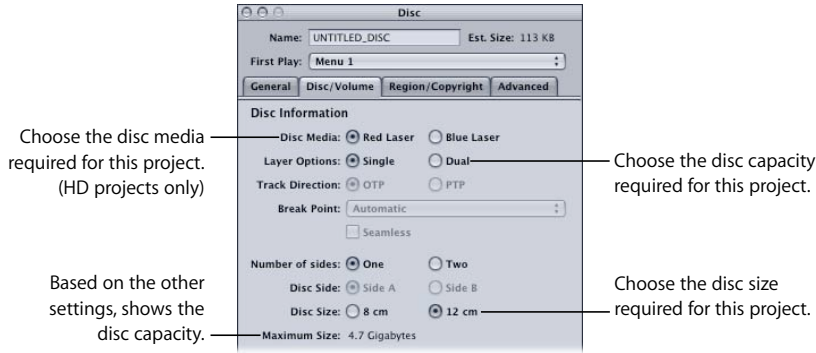 Disc
Name: UNTITLED_DISC Est. Size: 113 KB
First Play: Menu 1
General Disc/Volume Region/Copyright Advanced
Disc Information
Disc Media: Red Laser Blue Laser
Layer Options: Single Dual
Track Direction: OTP PTP
Break Point: Automatic
Seamless
Number of sides: One Two
Disc Side: Side A Side B
Disc Size: 8 cm 12 cm
Maximum Size: 4.7 Gigabytes
Choose the disc media
required for this project.
(HD projects only)
Based on the other
settings, shows the
disc capacity.
Choose the disc capacity
required for this project.
Choose the disc size
required for this project.